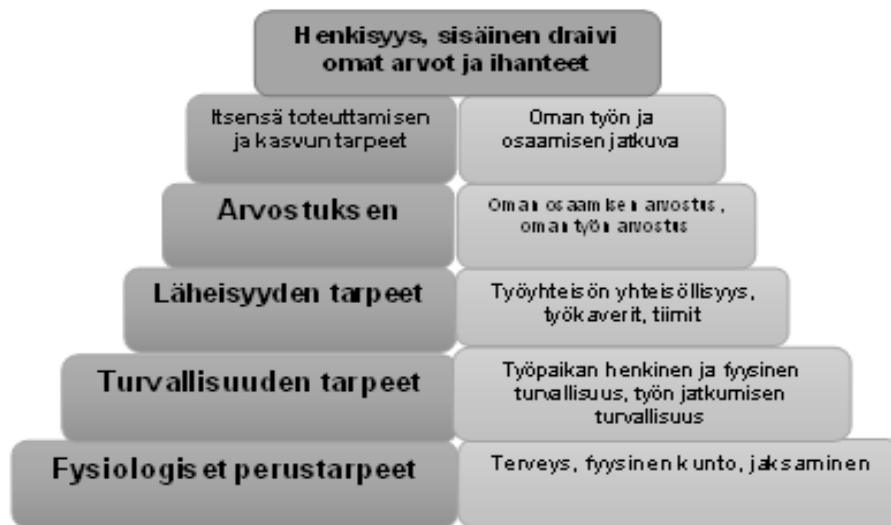 Henkisyys, sisäinen draivi
omat arvot ja ihanteet
Itsensä toteuttamisen
ja kasvun tarpeet
Oman työn ja
osaamisen jatkuva
Arvostuksen
Oman osaamisen arvostus,
oman työn arvostus
Läheisyyden tarpeet
Työyhteisön yhteisöllisyys,
työkaverit, tiimit
Turvallisuuden tarpeet
Työpaikan henkinen ja fyysinen
turvallisuus, työn jatkumisen
turvallisuus
Fysiologiset perustarpeet
Terveys, fyysinen kunto, jaksaminen